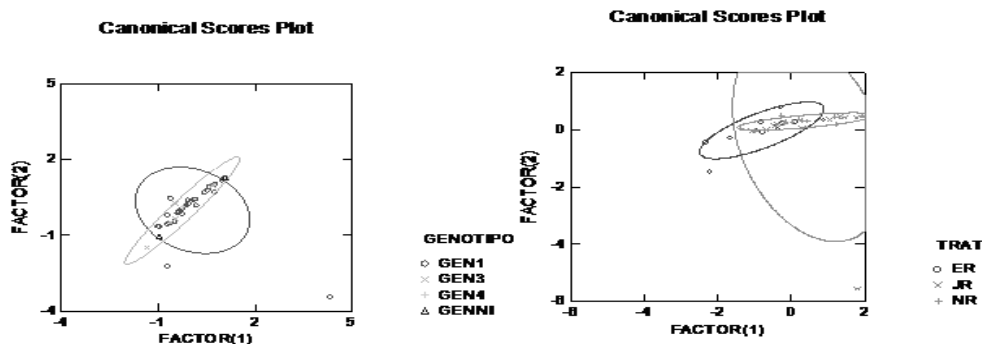 Canonical Scores Plot
5
2
-1
-4
-4
-1
2
5
FACTOR(2)
FACTOR(1)
GENOTIPO
GEN1
GEN3
GEN4
GENNI
Canonical Scores Plot
2
0
-2
-4
-6
-4
-2
0
2
FACTOR(2)
FACTOR(1)
TRAT
ER
JR
NR